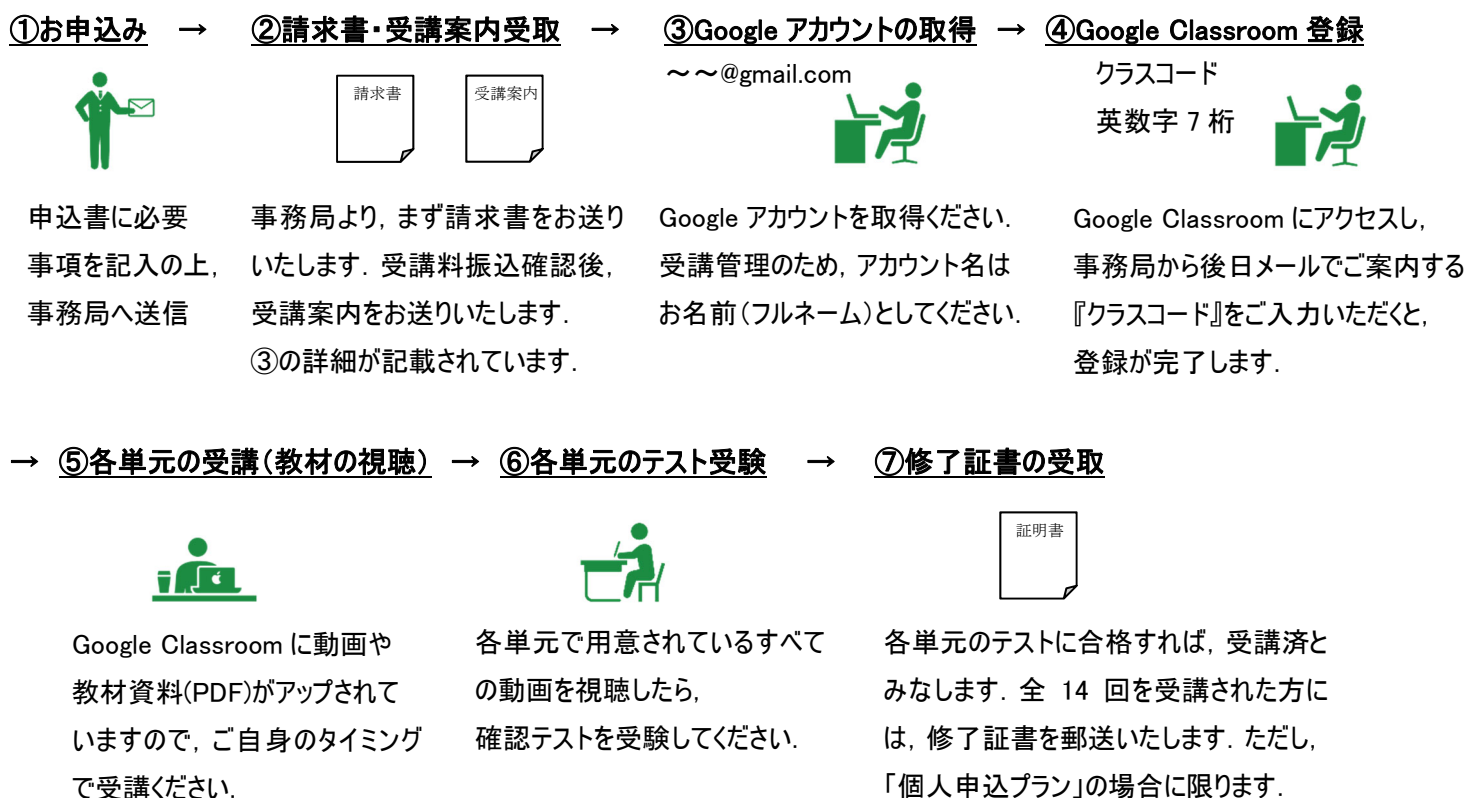 ①お申込み → ②請求書・受講案内受取 → ③Google アカウントの取得 → ④Google Classroom 登録
請求書
受講案内
~~@gmail.com
クラスコード
英数字 7 桁
申込書に必要
事項を記入の上,
事務局へ送信
事務局より, まず請求書をお送り
いたします. 受講料振込確認後,
受講案内をお送りいたします.
③の詳細が記載されています.
Google アカウントを取得ください.
受講管理のため, アカウント名は
お名前(フルネーム)としてください.
Google Classroom にアクセスし,
事務局から後日メールでご案内する
『クラスコード』をご入力いただくと,
登録が完了します.
→ ⑤各単元の受講(教材の視聴) → ⑥各単元のテスト受験 → ⑦修了証書の受取
証明書
Google Classroom に動画や
教材資料(PDF)がアップされて
いますので, ご自身のタイミング
で受講ください.
各単元で用意されているすべて
の動画を視聴したら,
確認テストを受験してください.
各単元のテストに合格すれば, 受講済と
みなします. 全 14 回を受講された方に
は, 修了証書を郵送いたします. ただし,
「個人申込プラン」の場合に限ります.